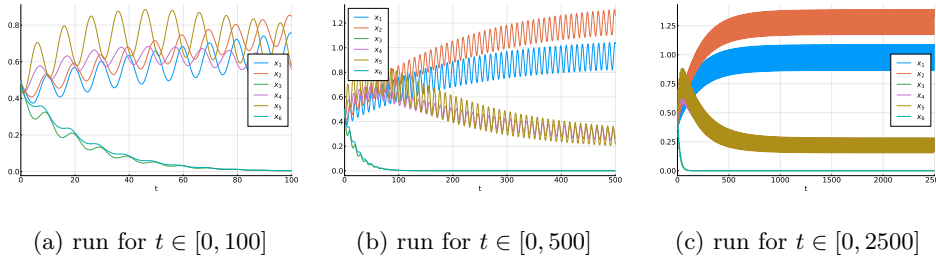 0.8
0.6
0.4
0.2
0.0
0
20
40
60
80
100
t
x₁
x₂
x₃
x₄
x₅
x₆
1.2
1.0
0.8
0.6
0.4
0.2
0.0
0
100
200
300
400
500
t
x₁
x₂
x₃
x₄
x₅
x₆
1.25
1.00
0.75
0.50
0.25
0.00
0
500
1000
1500
2000
t
x₁
x₂
x₃
x₄
x₅
x₆
(a) run for t ∈ [0, 100]
(b) run for t ∈ [0, 500]
(c) run for t ∈ [0, 2500]